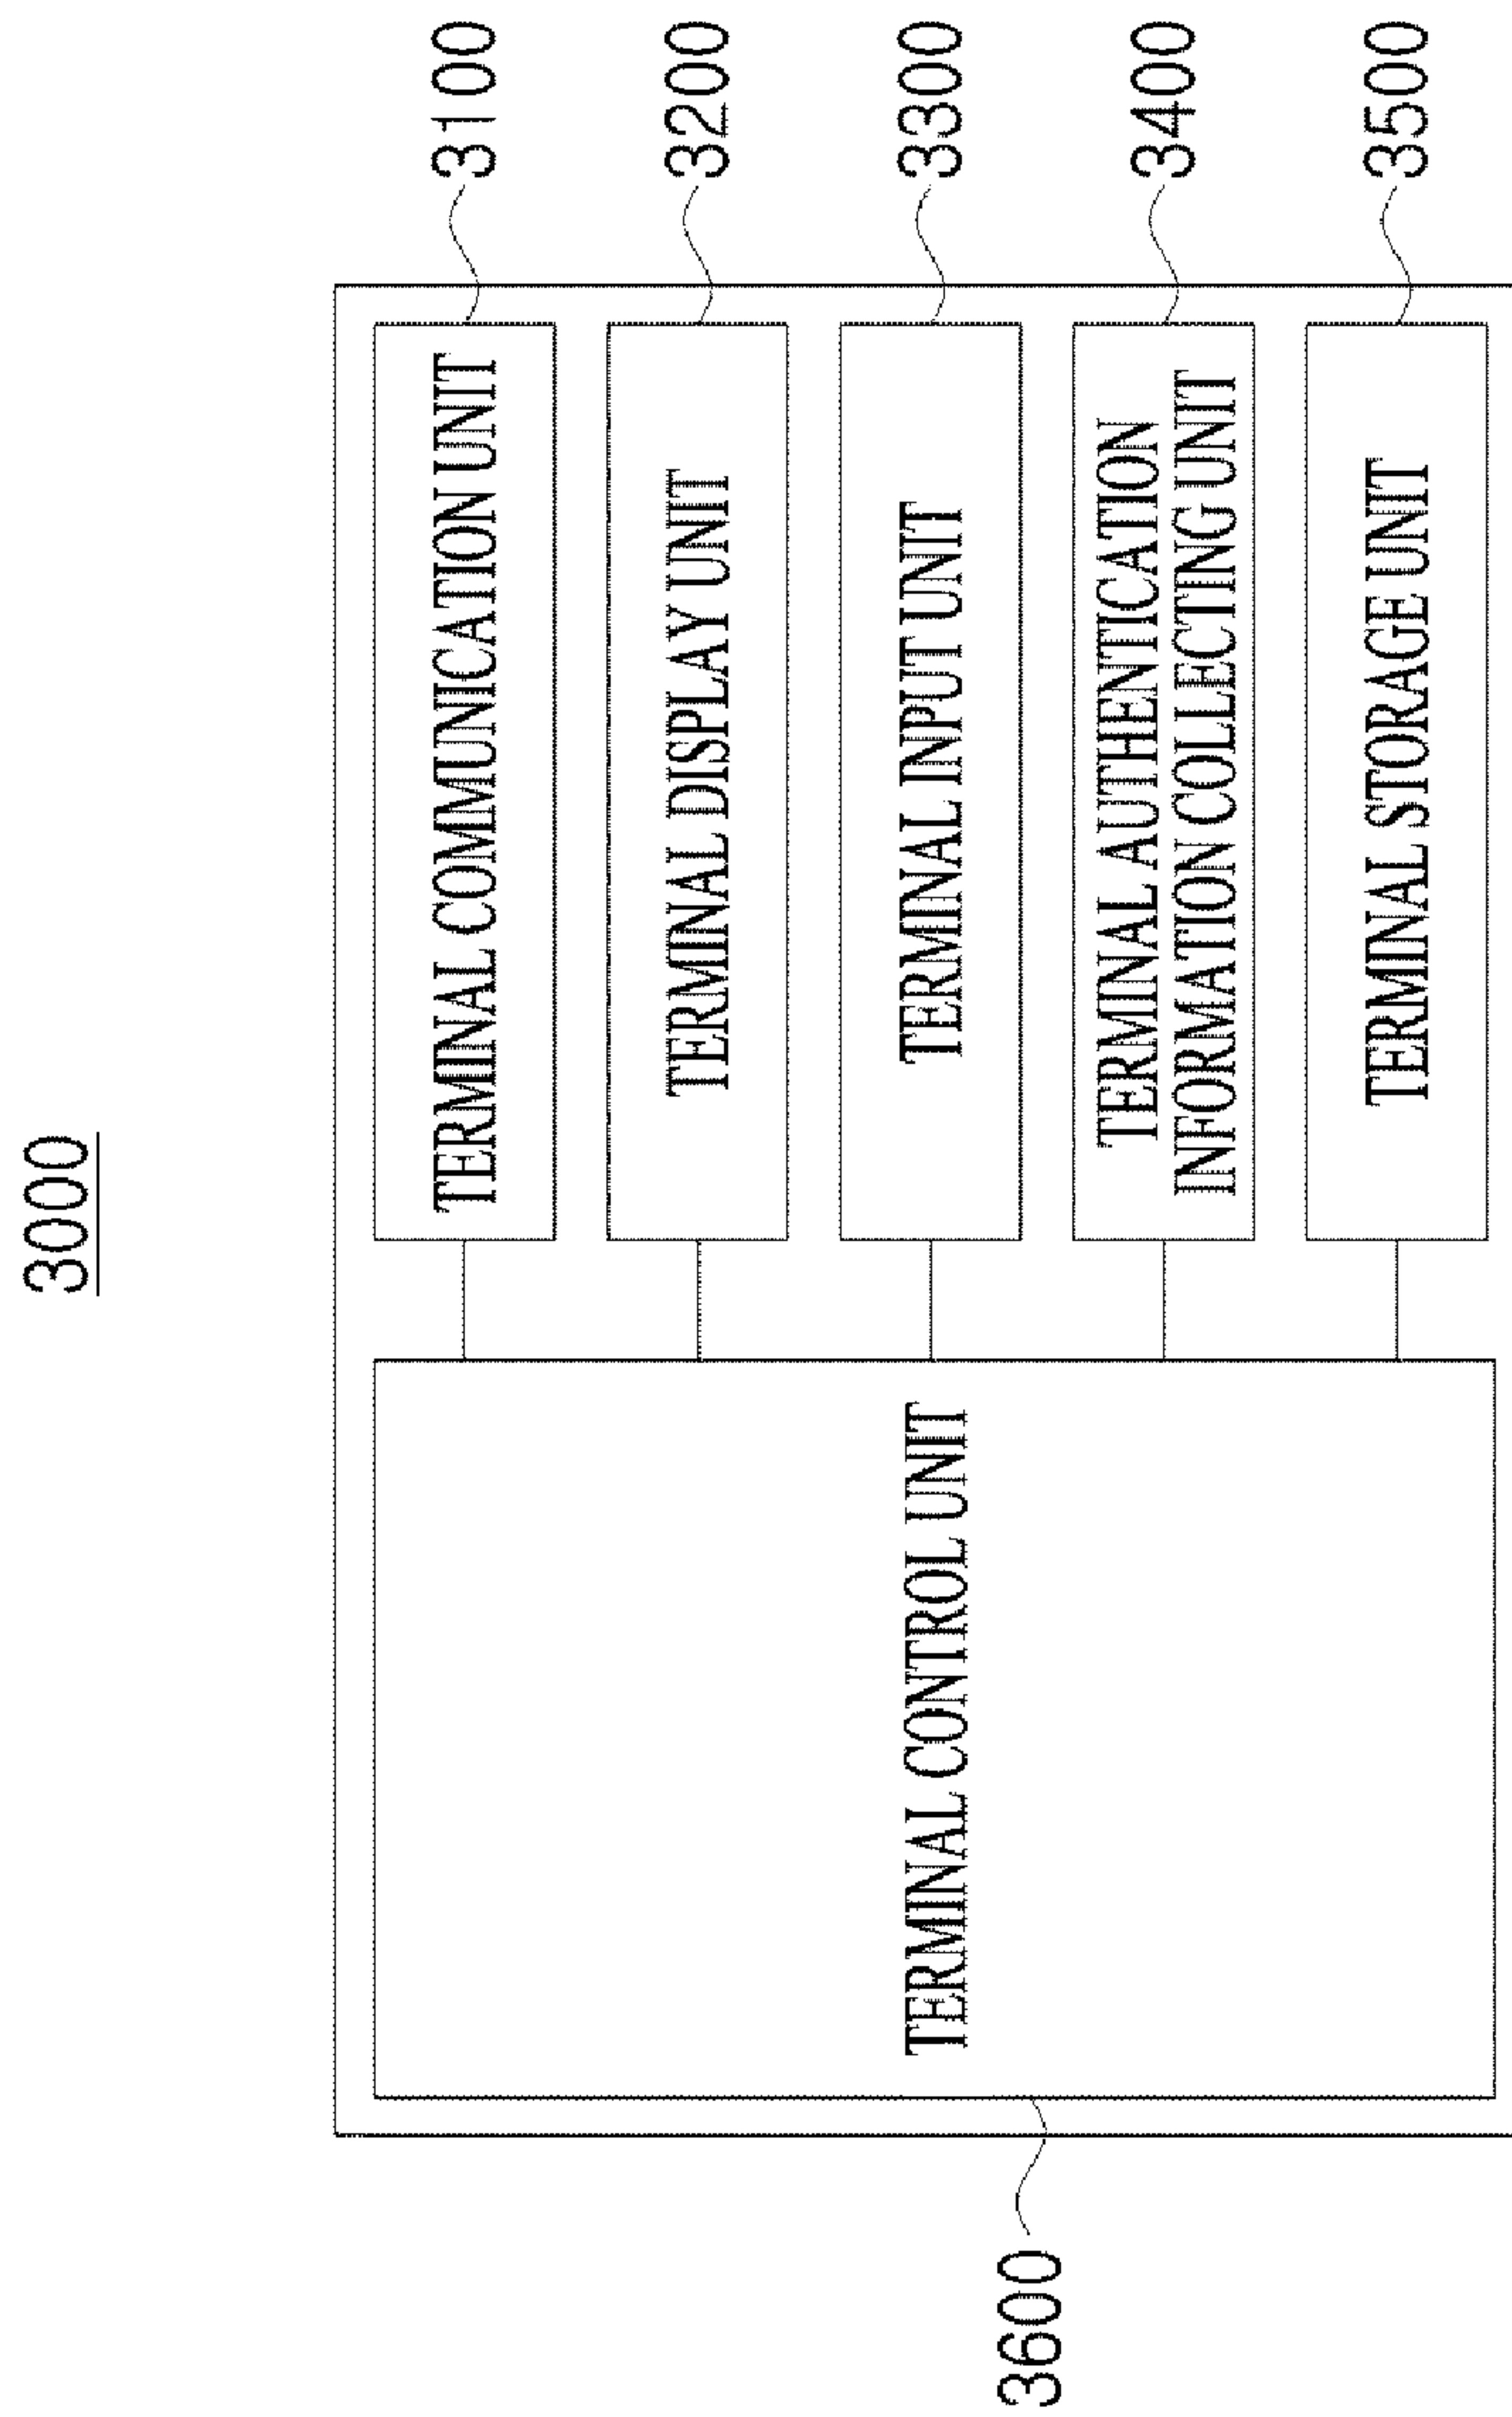 3000
TERMINAL COMMUNICATION UNIT
3100
TERMINAL DISPLAY UNIT
3200
3600
TERMINAL CONTROL UNIT
TERMINAL INPUT UNIT
3300
TERMINAL AUTHENTICATION
INFORMATION COLLECTING UNIT
3400
TERMINAL STORAGE UNIT
3500